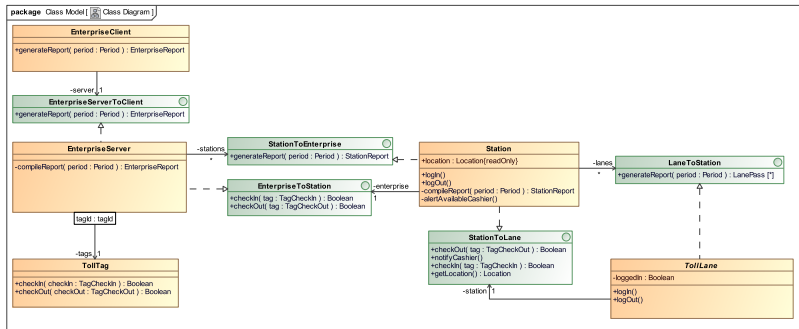 package Class Model [ Class Diagram ]
EnterpriseClient
+generateReport( period : Period ) : EnterpriseReport
-server 1
EnterpriseServerToClient
+generateReport( period : Period ) : EnterpriseReport
EnterpriseServer
-compileReport( period : Period ) : EnterpriseReport
tagId : tagId
-tags 1
TollTag
+checkIn( checkIn : TagCheckIn ) : Boolean
+checkOut( checkOut : TagCheckOut ) : Boolean
-stations
*
StationToEnterprise
+generateReport( period : Period ) : StationReport
EnterpriseToStation
+checkIn( tag : TagCheckIn ) : Boolean
+checkOut( tag : TagCheckOut ) : Boolean
-enterprise
1
Station
+location : Location{readOnly}
+logIn()
+logOut()
-compileReport( period : Period ) : StationReport
-alertAvailableCashier()
-lanes
*
LaneToStation
+generateReport( period : Period ) : LanePass [*]
StationToLane
+checkOut( tag : TagCheckOut ) : Boolean
+notifyCashier()
+checkIn( tag : TagCheckIn ) : Boolean
+getLocation() : Location
-station 1
TollLane
-loggedIn : Boolean
+logIn()
+logOut()